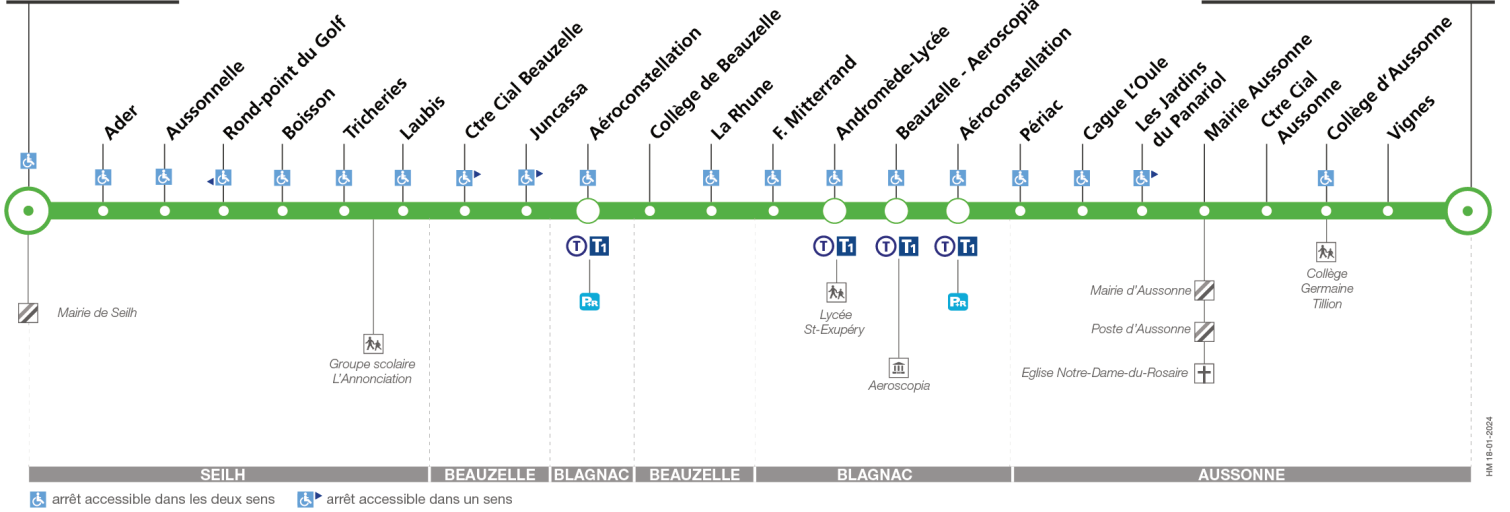 Ader
Aussonnelle
Rond-point du Golf
Boisson
Tricheries
Laubis
Ctre Cial Beauzelle
Juncassa
Aéroconstellation
Collège de Beauzelle
La Rhune
F. Mitterrand
Andromède-Lycée
Beauzelle - Aeroscopia
Aéroconstellation
Périac
Cague L'Oule
Les Jardins
du Panariol
Mairie Aussonne
Ctre Cial
Aussonne
Collège d'Aussonne
Vignes
T T1
T T1
T T1
T T1
P+R
P+R
Mairie de Seilh
Groupe scolaire
L'Annonciation
Lycée
St-Exupéry
Aeroscopia
Mairie d'Aussonne
Poste d'Aussonne
Eglise Notre-Dame-du-Rosaire
Collège
Germaine
Tillion
SEILH
BEAUZELLE
BLAGNAC
BEAUZELLE
BLAGNAC
AUSSONNE
arrêt accessible dans les deux sens
arrêt accessible dans un sens
HM 18-01-2024